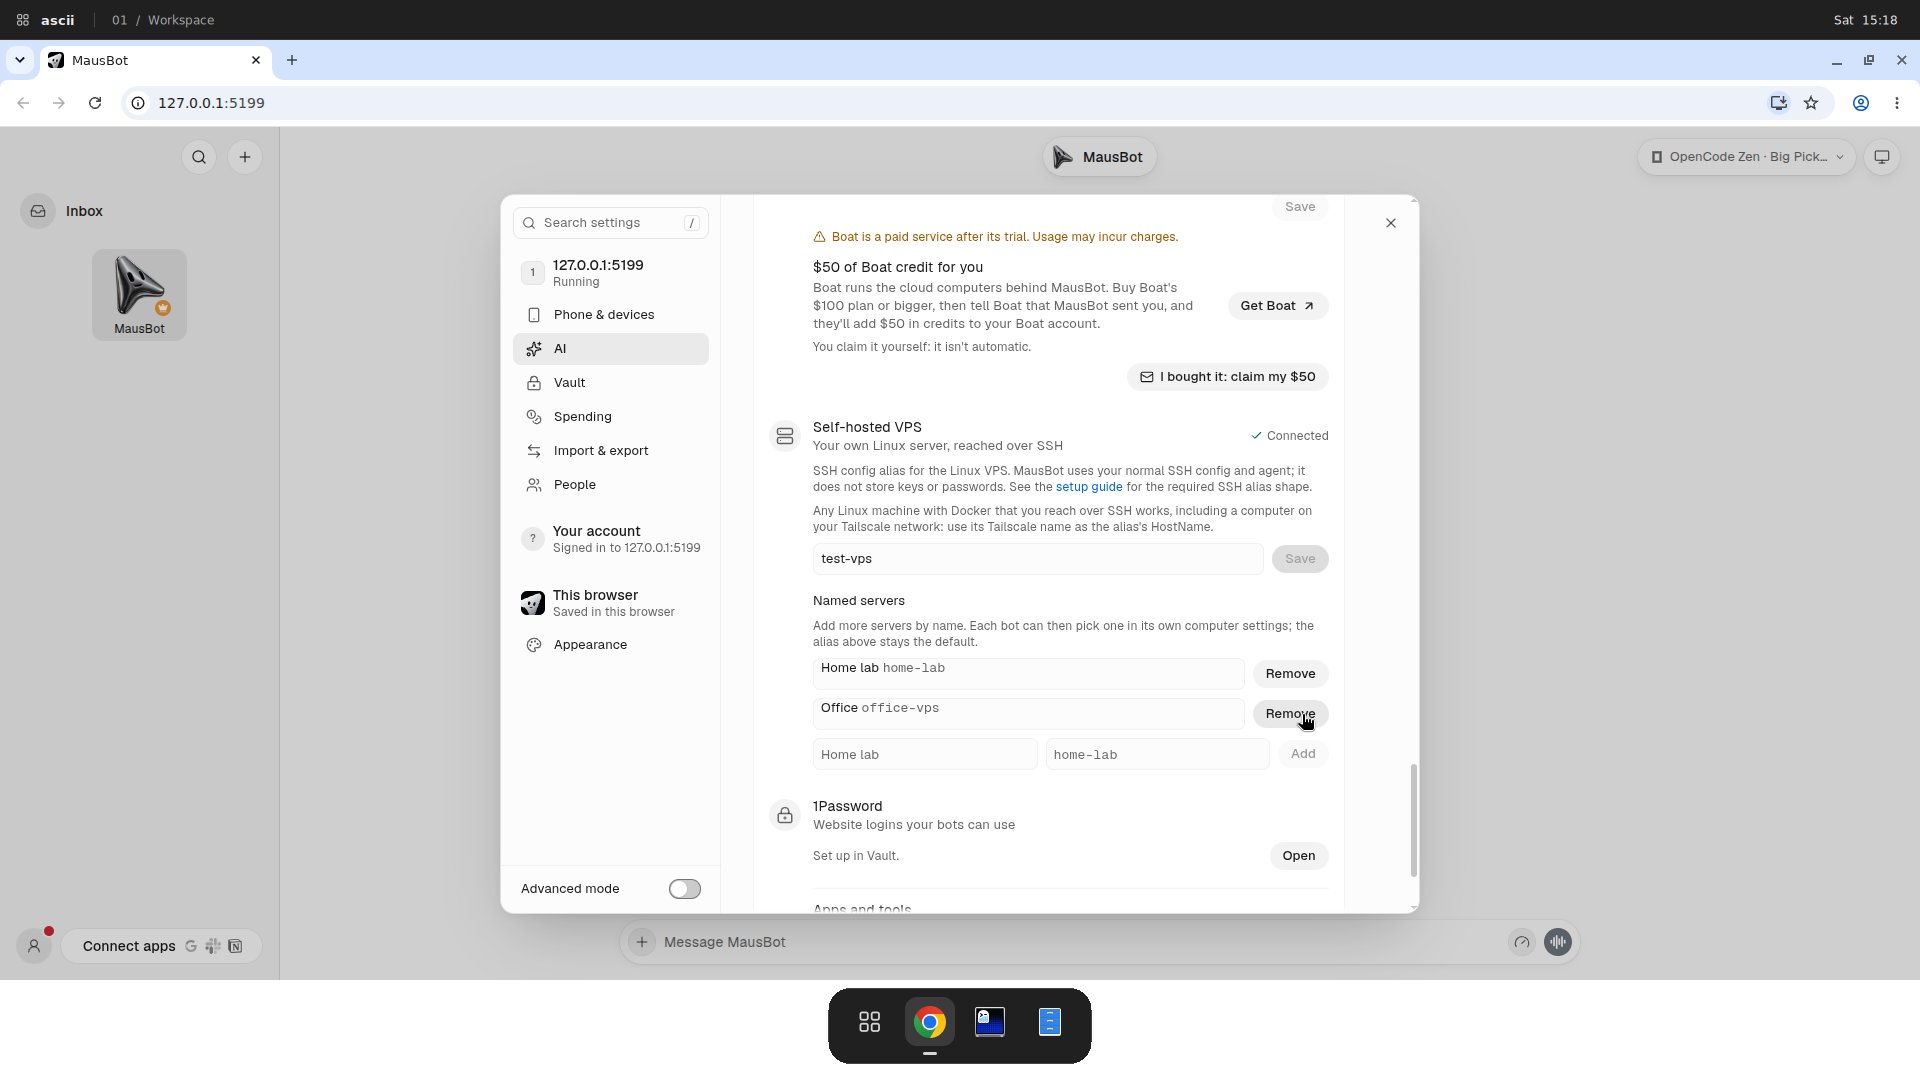 ascii
01 / Workspace
Sat 15:18
MausBot
127.0.0.1:5199
MausBot
OpenCode Zen · Big Pick...
Inbox
MausBot
Connect apps
Search settings /
1
127.0.0.1:5199
Running
Phone & devices
AI
Vault
Spending
Import & export
People
?
Your account
Signed in to 127.0.0.1:5199
This browser
Saved in this browser
Appearance
Advanced mode
Save
Boat is a paid service after its trial. Usage may incur charges.
$50 of Boat credit for you
Boat runs the cloud computers behind MausBot. Buy Boat's
$100 plan or bigger, then tell Boat that MausBot sent you, and
they'll add $50 in credits to your Boat account.
Get Boat
You claim it yourself: it isn't automatic.
I bought it: claim my $50
Self-hosted VPS
Your own Linux server, reached over SSH
Connected
SSH config alias for the Linux VPS. MausBot uses your normal SSH config and agent; it
does not store keys or passwords. See the setup guide for the required SSH alias shape.
Any Linux machine with Docker that you reach over SSH works, including a computer on
your Tailscale network: use its Tailscale name as the alias's HostName.
test-vps
Save
Named servers
Add more servers by name. Each bot can then pick one in its own computer settings; the
alias above stays the default.
Home lab home-lab
Remove
Office office-vps
Remove
Home lab
home-lab
Add
1Password
Website logins your bots can use
Set up in Vault.
Open
Apps and tools
Message MausBot